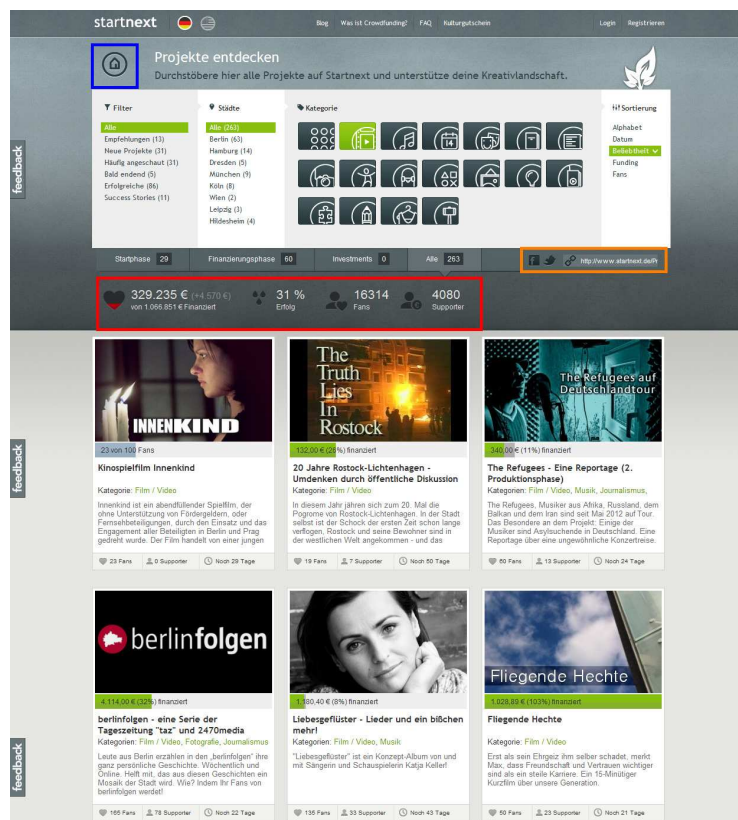 startnext
Blog Was ist Crowdfunding? FAQ Kulturgutschein
Login Registrieren
Projekte entdecken
Durchstöbere hier alle Projekte auf Startnext und unterstütze deine Kreativlandschaft.
Filter
Alle
Empfehlungen (13)
Neue Projekte (31)
Häufig angeschaut (31)
Bald endend (5)
Erfolgreiche (86)
Success Stories (11)
Städte
Alle (263)
Berlin (63)
Hamburg (14)
Dresden (5)
München (9)
Köln (8)
Wien (2)
Leipzig (3)
Hildesheim (4)
Kategorie
14
Sortierung
Alphabet
Datum
Beliebtheit
Funding
Fans
feedback
Startphase 29 Finanzierungsphase 60 Investments 0 Alle 263
http://www.startnext.de/Pr
329.235 € (+4.570 €)
von 1.066.851 € Finanziert
31 %
Erfolg
16314
Fans
4080
Supporter
INNENKIND
23 von 100 Fans
Kinospielfilm Innenkind
Kategorie: Film / Video
Innenkind ist ein abendfüllender Spielfilm, der
ohne Unterstützung von Fördergeldern, oder
Fernsehbeteiligungen, durch den Einsatz und das
Engagement aller Beteiligten in Berlin und Prag
gedreht wurde. Der Film handelt von einer jungen
23 Fans 0 Supporter Noch 29 Tage
The
Truth
Lies
In
Rostock
132,00 € (26%) finanziert
20 Jahre Rostock-Lichtenhagen -
Umdenken durch öffentliche Diskussion
Kategorie: Film / Video
In diesem Jahr jähren sich zum 20. Mal die
Pogrome von Rostock-Lichtenhagen. In der Stadt
selbst ist der Schock der ersten Zeit schon lange
verflogen, Rostock und seine Bewohner sind in
der westlichen Welt angekommen - und das
19 Fans 7 Supporter Noch 50 Tage
The Refugees auf
Deutschlandtour
340,00 € (11%) finanziert
The Refugees - Eine Reportage (2.
Produktionsphase)
Kategorien: Film / Video, Musik, Journalismus,
The Refugees, Musiker aus Afrika, Russland, dem
Balkan und dem Iran sind seit Mai 2012 auf Tour.
Das Besondere an dem Projekt: Einige der
Musiker sind Asylsuchende in Deutschland. Eine
Reportage über eine ungewöhnliche Konzertreise.
60 Fans 13 Supporter Noch 24 Tage
feedback
berlinfolgen
4.114,00 € (32%) finanziert
berlinfolgen - eine Serie der
Tageszeitung "taz" und 2470media
Kategorien: Film / Video, Fotografie, Journalismus
Leute aus Berlin erzählen in den „berlinfolgen“ ihre
ganz persönliche Geschichte. Wöchentlich und
Online. Helft mit, das aus diesen Geschichten ein
Mosaik der Stadt wird. Wie? Indem Ihr Fans von
berlinfolgen werdet!
165 Fans 78 Supporter Noch 22 Tage
1.180,40 € (8%) finanziert
Liebesgeflüster - Lieder und ein bißchen
mehr!
Kategorien: Film / Video, Musik
"Liebesgeflüster" ist ein Konzept-Album von und
mit Sängerin und Schauspielerin Katja Keller!
135 Fans 33 Supporter Noch 43 Tage
Fliegende Hechte
1.028,89 € (103%) finanziert
Fliegende Hechte
Kategorie: Film / Video
Erst als sein Ehrgeiz ihm selber schadet, merkt
Max, dass Freundschaft und Vertrauen wichtiger
sind als ein steile Karriere. Ein 15-Minütiger
Kurzfilm über unsere Generation.
50 Fans 23 Supporter Noch 21 Tage
feedback